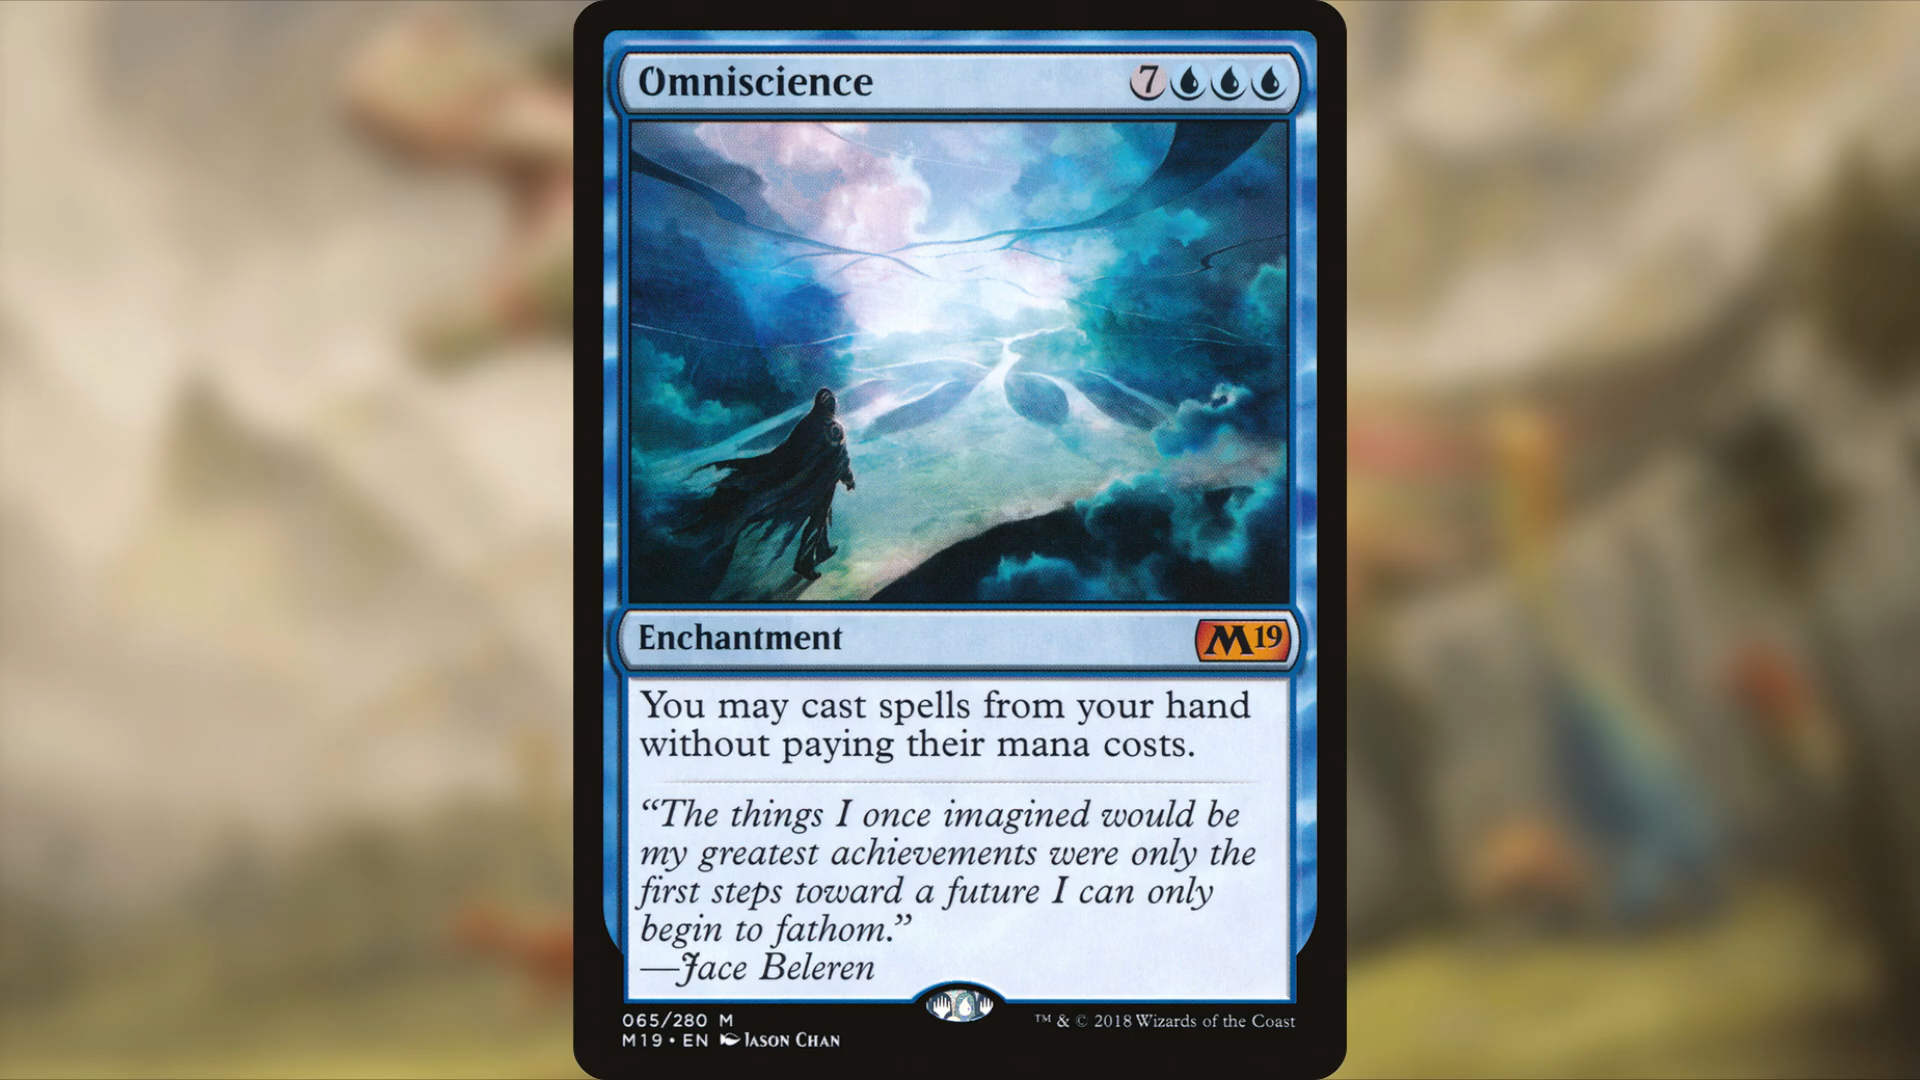 Omniscience 7
Enchantment M19
You may cast spells from your hand
without paying their mana costs.
“The things I once imagined would be
my greatest achievements were only the
first steps toward a future I can only
begin to fathom.”
—Jace Beleren
065/280 M
M19 • EN Jason Chan
™ & © 2018 Wizards of the Coast